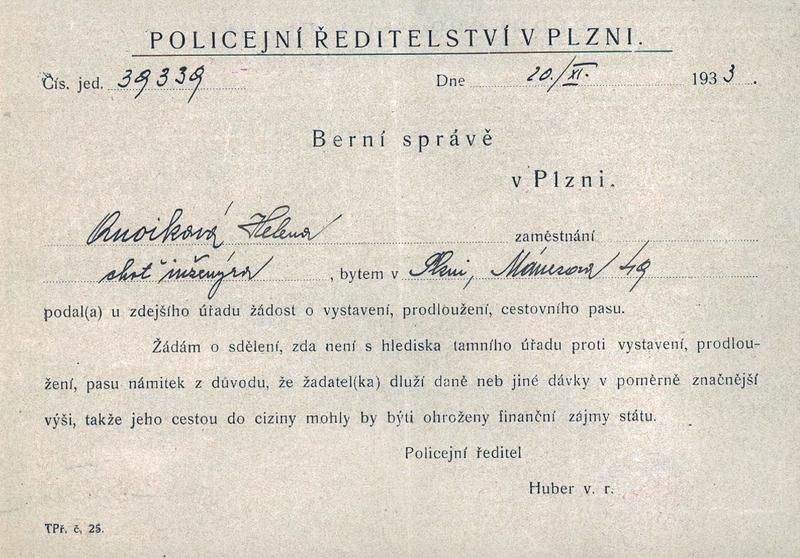 POLICEJNÍ ŘEDITELSTVÍ V PLZNI.
Čís. jed. 39339 Dne 20./XI. 1933.
Berní správě
v Plzni.
Helena zaměstnání
choť inženýra, bytem v Plzni, Mánesova 49
podal(a) u zdejšího úřadu žádost o vystavení, prodloužení, cestovního pasu.
Žádám o sdělení, zda není s hlediska tamního úřadu proti vystavení, prodlou-
žení, pasu námitek z důvodu, že žadatel(ka) dluží daně neb jiné dávky v poměrně značnější
výši, takže jeho cestou do ciziny mohly by býti ohroženy finanční zájmy státu.
Policejní ředitel
Huber v. r.
TPř. č. 25.